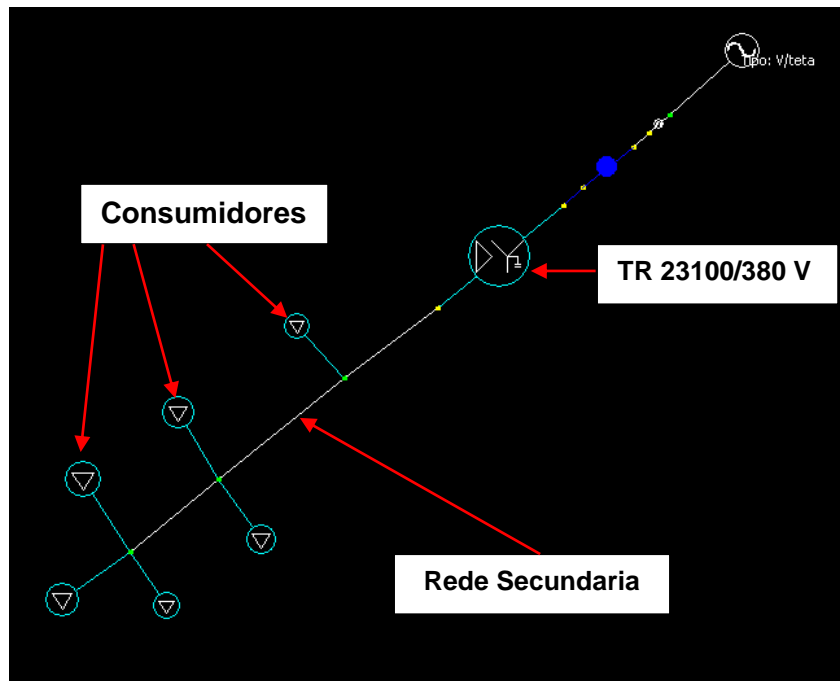 Tipo: V/teta
Consumidores
TR 23100/380 V
Rede Secundaria